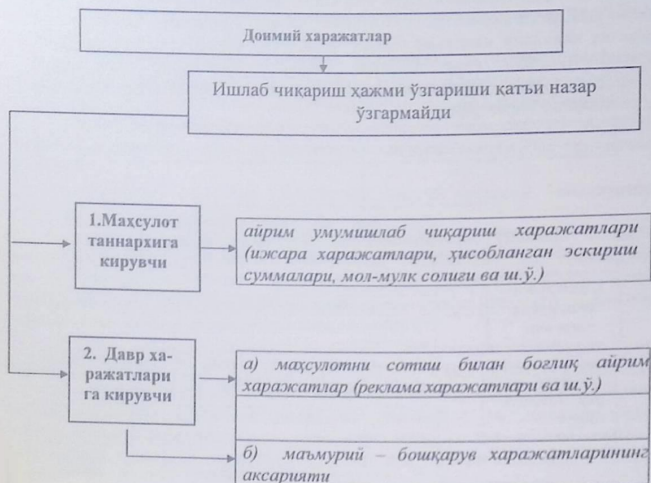 Доимий харажатлар
Ишлаб чиқариш ҳажми ўзгариши қатъи назар
ўзгармайди
1.Маҳсулот
таннархига
кирувчи
айрим умумишлаб чиқариш харажатлари
(ижара харажатлари, ҳисобланган эскириш
суммалари, мол-мулк солиғи ва ш.ў.)
2. Давр ха-
ражатлари
га кирувчи
а) маҳсулотни сотиш билан боғлиқ айрим
харажатлар (реклама харажатлари ва ш.ў.)
б) маъмурий – бошқарув харажатларининг
аксарияти